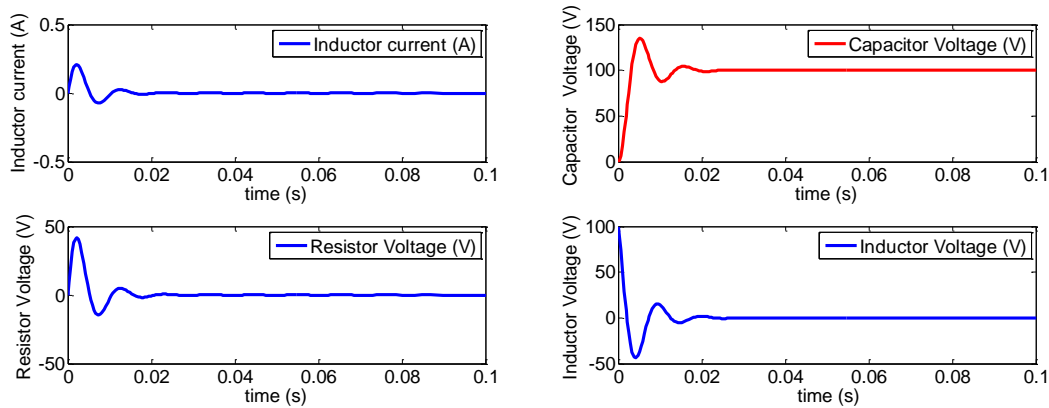 Inductor current (A)
0.5
0
-0.5
Inductor current (A)
0 0.02 0.04 0.06 0.08 0.1
time (s)
Capacitor Voltage (V)
150
100
50
0
Capacitor Voltage (V)
0 0.02 0.04 0.06 0.08 0.1
time (s)
Resistor Voltage (V)
50
0
-50
Resistor Voltage (V)
0 0.02 0.04 0.06 0.08 0.1
time (s)
Inductor Voltage (V)
100
50
0
-50
Inductor Voltage (V)
0 0.02 0.04 0.06 0.08 0.1
time (s)